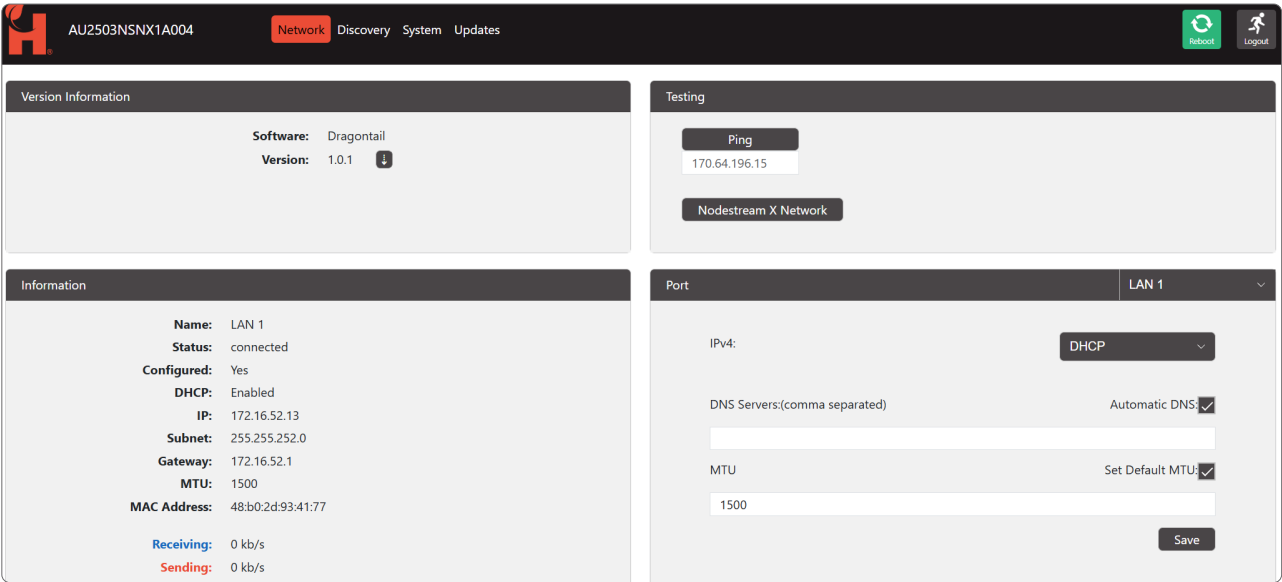 H
AU2503NSNX1A004
Network Discovery System Updates
Reboot
Logout
Version Information
Software: Dragontail
Version: 1.0.1
Testing
Ping
170.64.196.15
Nodestream X Network
Information
Name: LAN 1
Status: connected
Configured: Yes
DHCP: Enabled
IP: 172.16.52.13
Subnet: 255.255.252.0
Gateway: 172.16.52.1
MTU: 1500
MAC Address: 48:b0:2d:93:41:77
Receiving: 0 kb/s
Sending: 0 kb/s
Port
LAN 1
IPv4:
DHCP
DNS Servers:(comma separated)
Automatic DNS:
MTU
Set Default MTU:
1500
Save